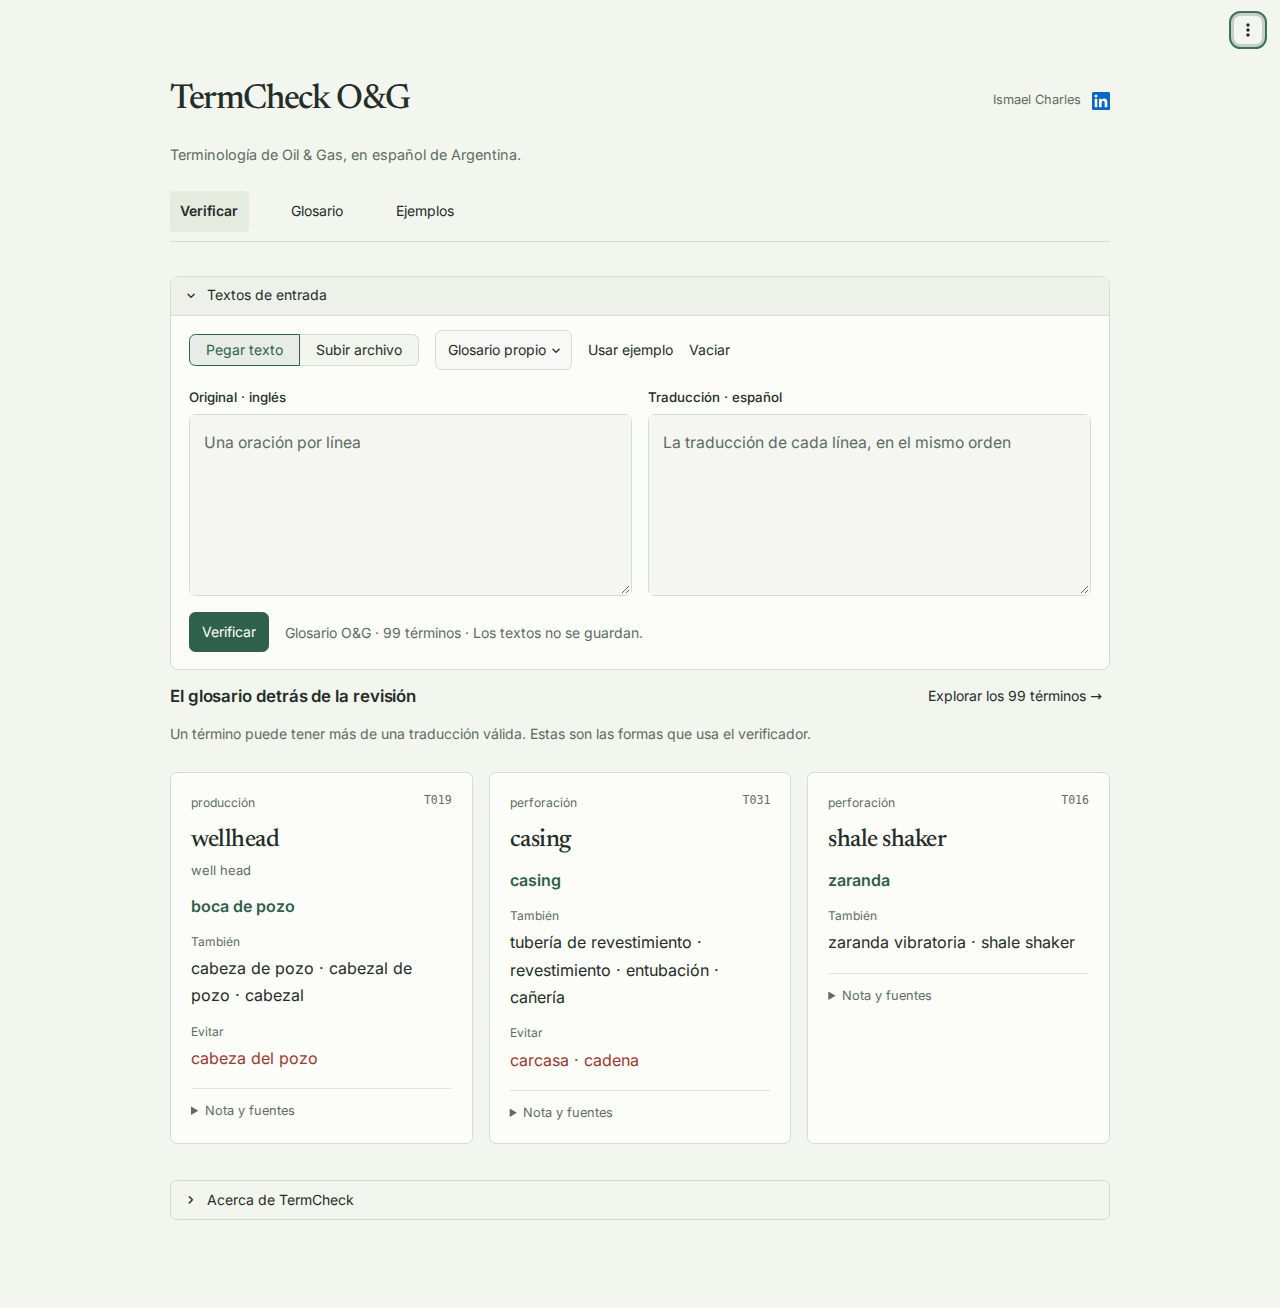 TermCheck O&G
Ismael Charles
Terminología de Oil & Gas, en español de Argentina.
Verificar
Glosario
Ejemplos
Textos de entrada
Pegar texto
Subir archivo
Glosario propio
Usar ejemplo
Vaciar
Original · inglés
Traducción · español
Una oración por línea
La traducción de cada línea, en el mismo orden
Verificar
Glosario O&G · 99 términos · Los textos no se guardan.
El glosario detrás de la revisión
Explorar los 99 términos →
Un término puede tener más de una traducción válida. Estas son las formas que usa el verificador.
producción
T019
wellhead
well head
boca de pozo
También
cabeza de pozo · cabezal de
pozo · cabezal
Evitar
cabeza del pozo
Nota y fuentes
perforación
T031
casing
casing
También
tubería de revestimiento ·
revestimiento · entubación ·
cañería
Evitar
carcasa · cadena
Nota y fuentes
perforación
T016
shale shaker
zaranda
También
zaranda vibratoria · shale shaker
Nota y fuentes
Acerca de TermCheck